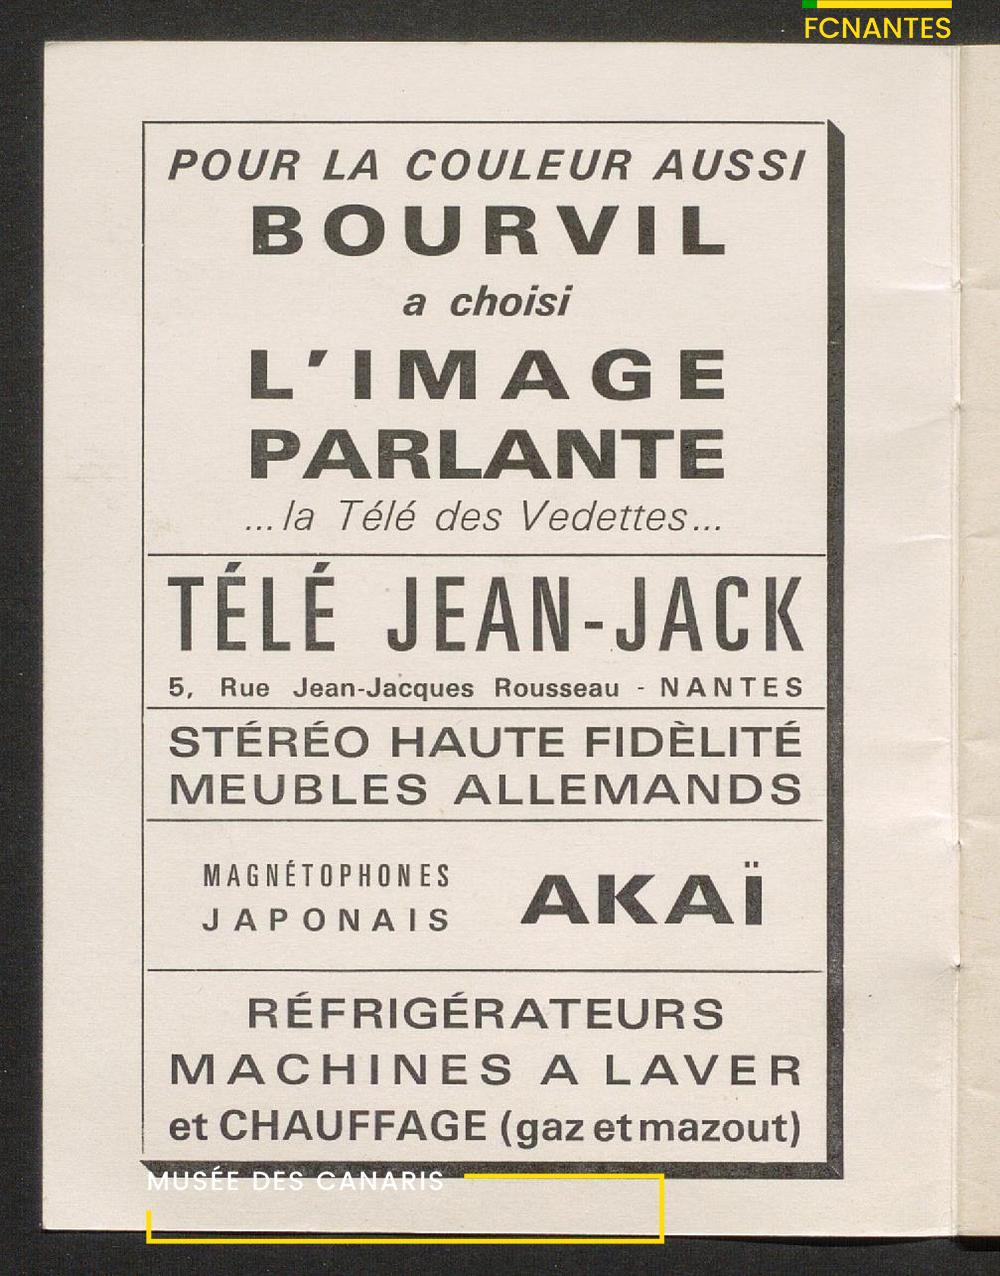 FCNANTES
POUR LA COULEUR AUSSI
BOURVIL
a choisi
L'IMAGE
PARLANTE
...la Télé des Vedettes...
TÉLÉ JEAN-JACK
5, Rue Jean-Jacques Rousseau - NANTES
STÉRÉO HAUTE FIDÈLITÉ
MEUBLES ALLEMANDS
MAGNÉTOPHONES
JAPONAIS
AKAÏ
RÉFRIGÉRATEURS
MACHINES A LAVER
et CHAUFFAGE (gaz et mazout)
MUSÉE DES CANARIS